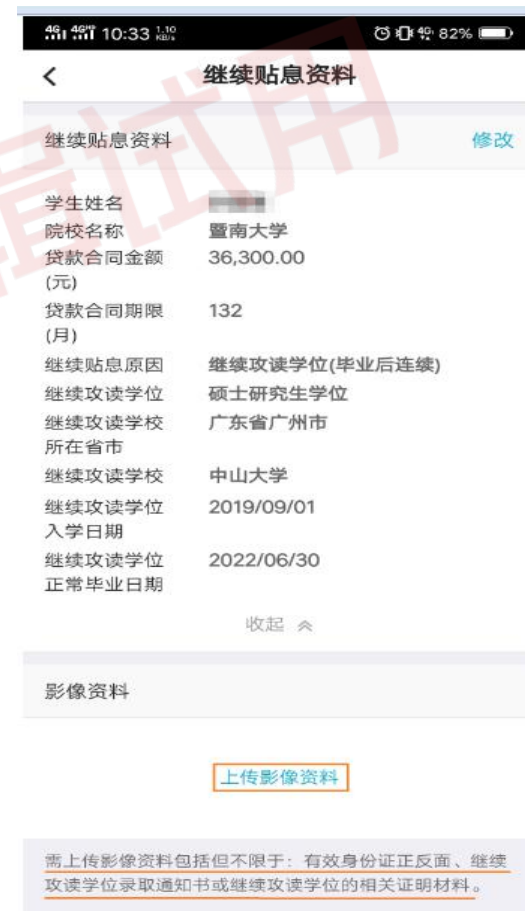 4G 4GHD 10:33 1.10 KB/s 82%
继续贴息资料
继续贴息资料 修改
学生姓名
院校名称 暨南大学
贷款合同金额 36,300.00
(元)
贷款合同期限 132
(月)
继续贴息原因 继续攻读学位(毕业后连续)
继续攻读学位 硕士研究生学位
继续攻读学校 广东省广州市
所在省市
继续攻读学校 中山大学
继续攻读学位 2019/09/01
入学日期
继续攻读学位 2022/06/30
正常毕业日期
收起
影像资料
上传影像资料
需上传影像资料包括但不限于：有效身份证正反面、继续
攻读学位录取通知书或继续攻读学位的相关证明材料。
辑试用